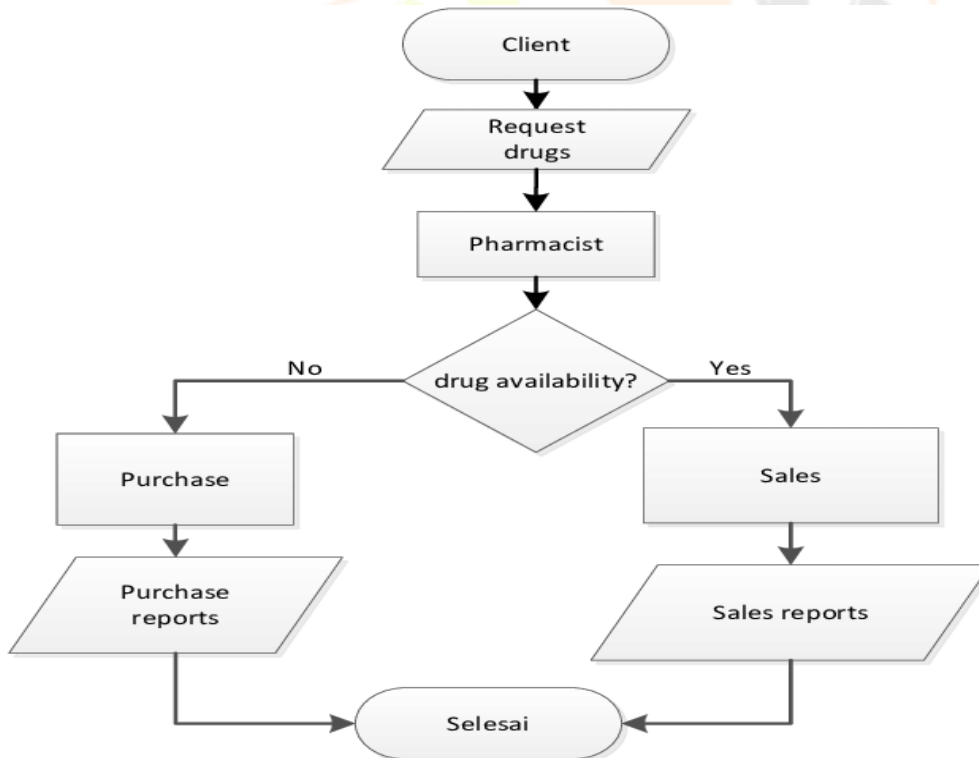 Client
Request
drugs
Pharmacist
drug availability?
No
Yes
Purchase
Sales
Purchase
reports
Sales reports
Selesai